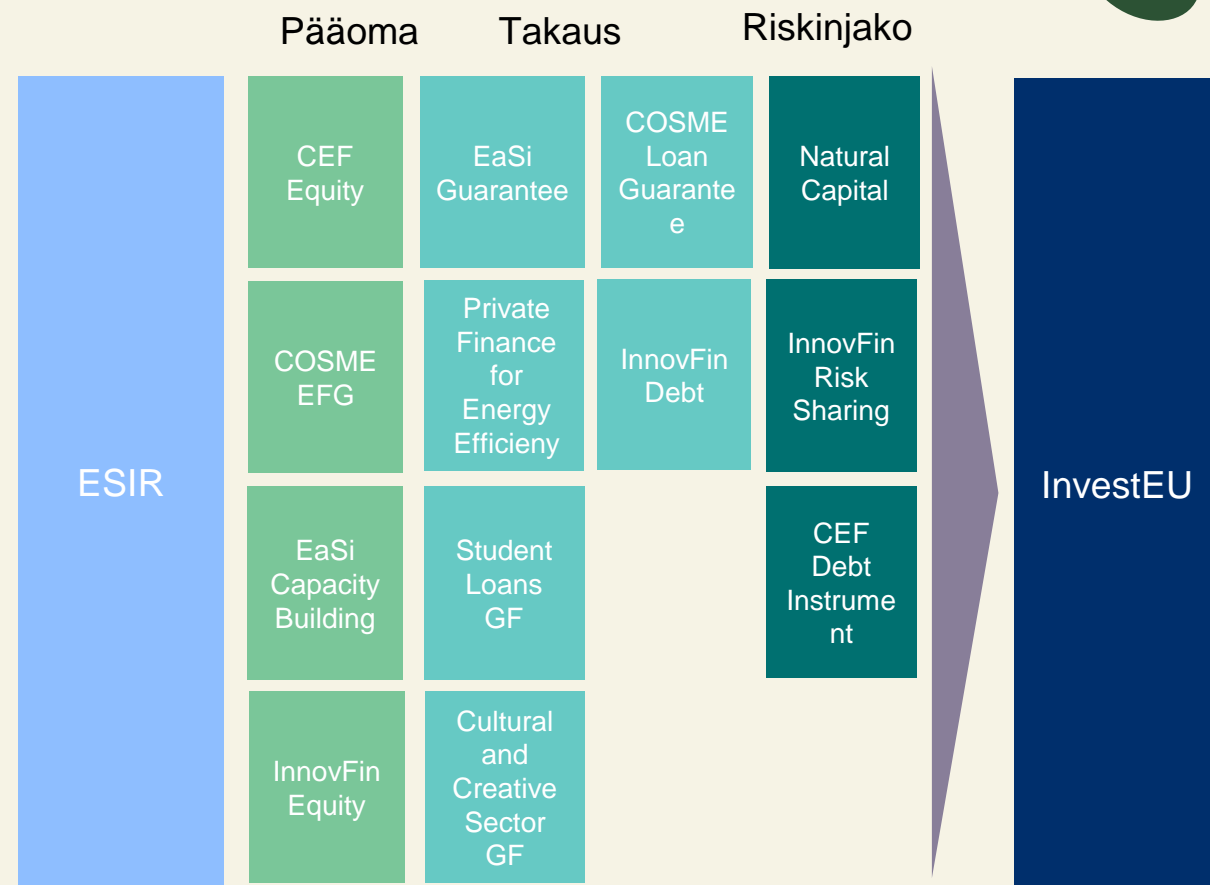 Pääoma
Takaus
Riskinjako
ESIR
CEF
Equity
EaSi
Guarantee
COSME
Loan
Guarante
e
Natural
Capital
COSME
EFG
Private
Finance
for
Energy
Efficieny
InnovFin
Debt
InnovFin
Risk
Sharing
EaSi
Capacity
Building
Student
Loans
GF
CEF
Debt
Instrume
nt
InnovFin
Equity
Cultural
and
Creative
Sector
GF
InvestEU